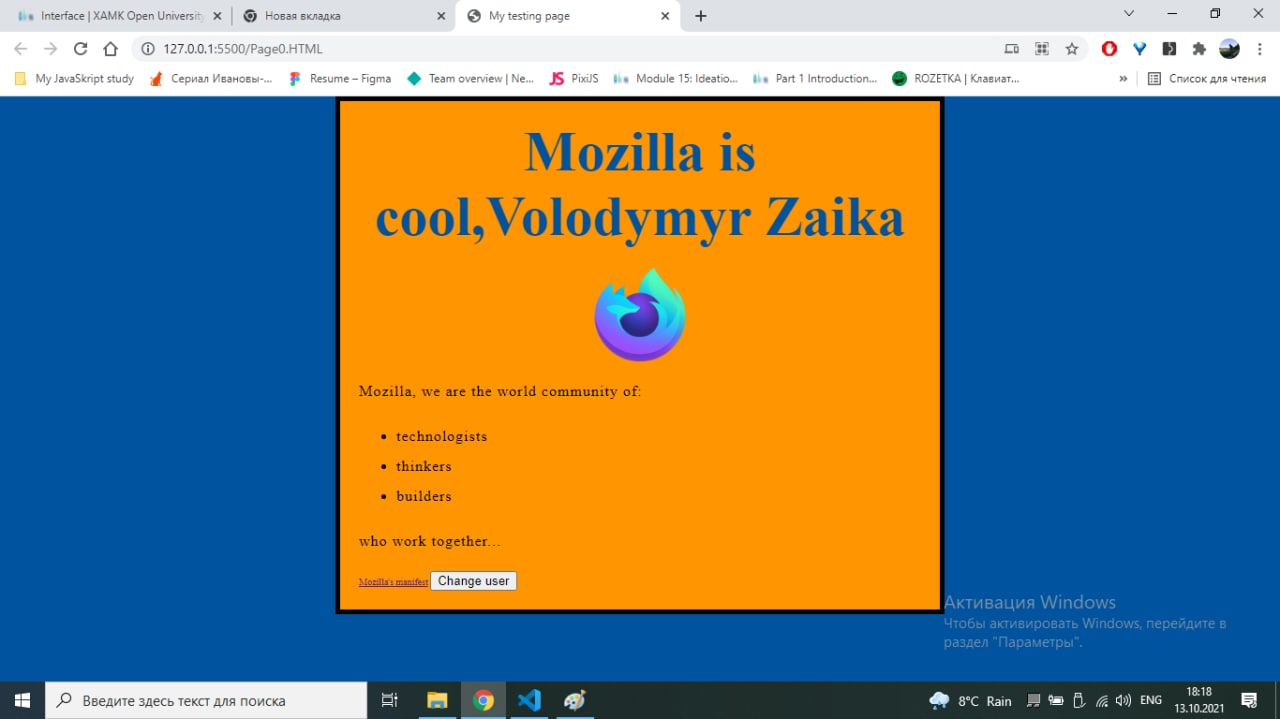 Interface | XAMK Open University
Новая вкладка
My testing page
127.0.0.1:5500/Page0.HTML
My JavaSkript study
Сериал Ивановы-...
Resume – Figma
Team overview | Ne...
JS PixiJS
Module 15: Ideatio...
Part 1 Introduction...
ROZETKA | Клавиат...
»
Список для чтения
Mozilla is
cool,Volodymyr Zaika
Mozilla, we are the world community of:
• technologists
• thinkers
• builders
who work together...
Mozilla's manifest Change user
Активация Windows
Чтобы активировать Windows, перейдите в
раздел "Параметры".
Введите здесь текст для поиска
8°C Rain
ENG
18:18
13.10.2021